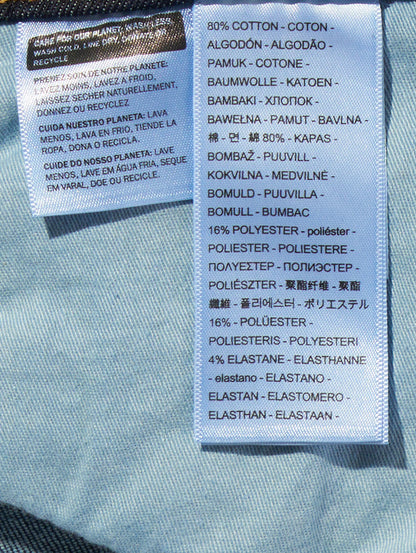 CARE FOR OUR PLANET: WASH LESS,
WASH COLD, LINE DRY, DONATE OR
RECYCLE
PRENEZ SOIN DE NOTRE PLANETE:
LAVEZ MOINS, LAVEZ A FROID,
LAISSEZ SECHER NATURELLEMENT,
DONNEZ OU RECYCLEZ
CUIDA NUESTRO PLANETA: LAVA
MENOS, LAVA EN FRIO, TIENDE LA
ROPA, DONA O RECICLA.
CUIDE DO NOSSO PLANETA: LAVE
MENOS, LAVE EM ÁGUA FRIA, SEQUE
EM VARAL, DOE OU RECICLE.
80% COTTON - COTON -
ALGODÓN - ALGODÃO -
PAMUK - COTONE -
BAUMWOLLE - KATOEN -
BAMBAKI - ХЛОПОК -
BAWEŁNA - PAMUT - BAVLNA -
棉 - 면 - 綿 80% - KAPAS -
BOMBAŽ - PUUVILL -
KOKVILNA - MEDVILNĖ -
BOMULD - PUUVILLA -
BOMULL - BUMBAC
16% POLYESTER - poliéster -
POLIESTER - POLIESTERE -
ΠΟΛΥΕΣΤΕΡ - ПОЛИЭСТЕР -
POLIÉSZTER - 聚酯纤维 - 聚酯
纖維 - 폴리에스터 - ポリエステル
16% - POLÜESTER -
POLIESTERIS - POLYESTERI
4% ELASTANE - ELASTHANNE
- elastano - ELASTANO -
ELASTAN - ELASTOMERO -
ELASTHAN - ELASTAAN -